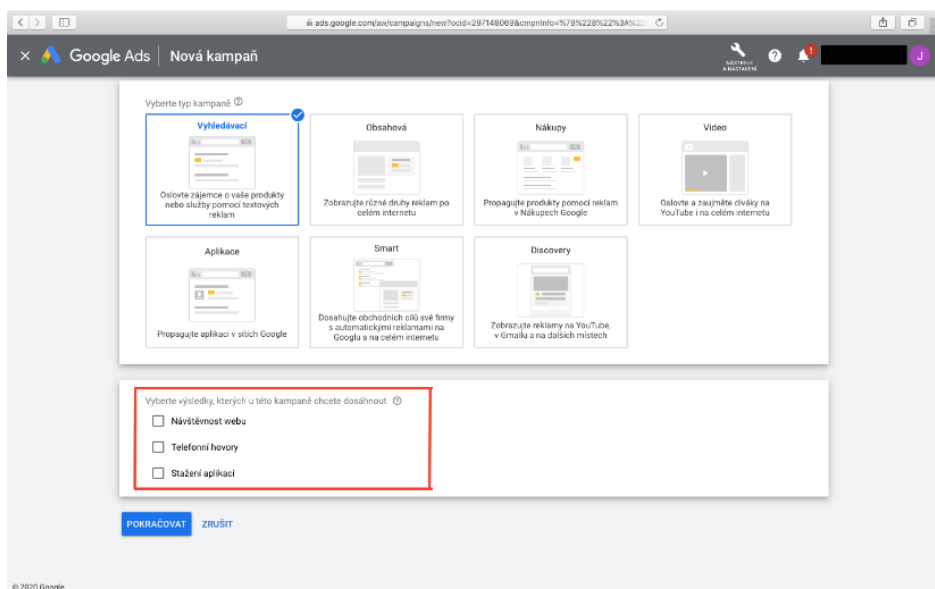 ads.google.com/aw/campaigns/new?ocid=297148069&cmpnInfo=%7B%228%22%3A%22
Google Ads | Nová kampaň
NÁSTROJE
A NASTAVENÍ
J
Vyberte typ kampaně
Vyhledávací
Oslovte zájemce o vaše produkty
nebo služby pomocí textových
reklam
Obsahová
Zobrazujte různé druhy reklam po
celém internetu
Nákupy
Propagujte produkty pomocí reklam
v Nákupech Google
Video
Oslovte a zaujměte diváky na
YouTube i na celém internetu
Aplikace
Propagujte aplikaci v sítích Google
Smart
Dosahujte obchodních cílů své firmy
s automatickými reklamami na
Googlu a na celém internetu
Discovery
Zobrazujte reklamy na YouTube,
v Gmailu a na dalších místech
Vyberte výsledky, kterých u této kampaně chcete dosáhnout
Návštěvnost webu
Telefonní hovory
Stažení aplikací
POKRAČOVAT
ZRUŠIT
© 2020 Google